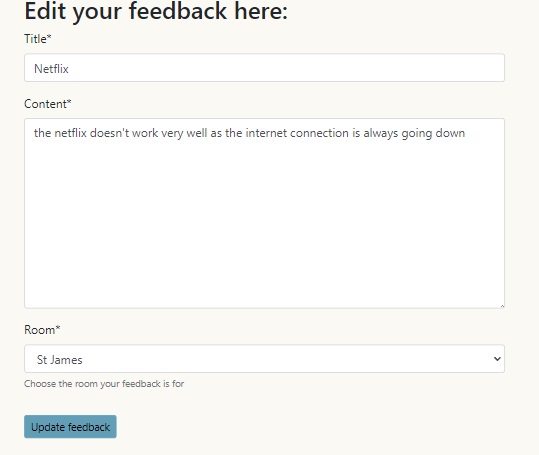 Edit your feedback here:
Title*
Netflix
Content*
the netflix doesn't work very well as the internet connection is always going down
Room*
St James
Choose the room your feedback is for
Update feedback